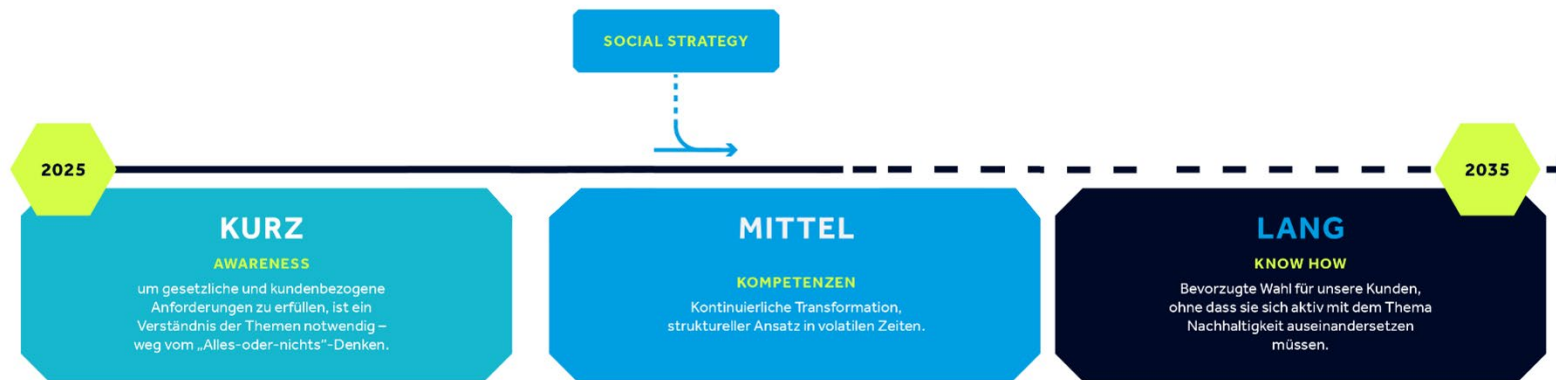 SOCIAL STRATEGY
2025
2035
KURZ
AWARENESS
um gesetzliche und kundenbezogene
Anforderungen zu erfüllen, ist ein
Verständnis der Themen notwendig –
weg vom „Alles-oder-nichts"-Denken.
MITTEL
KOMPETENZEN
Kontinuierliche Transformation,
struktureller Ansatz in volatilen Zeiten.
LANG
KNOW HOW
Bevorzugte Wahl für unsere Kunden,
ohne dass sie sich aktiv mit dem Thema
Nachhaltigkeit auseinandersetzen
müssen.